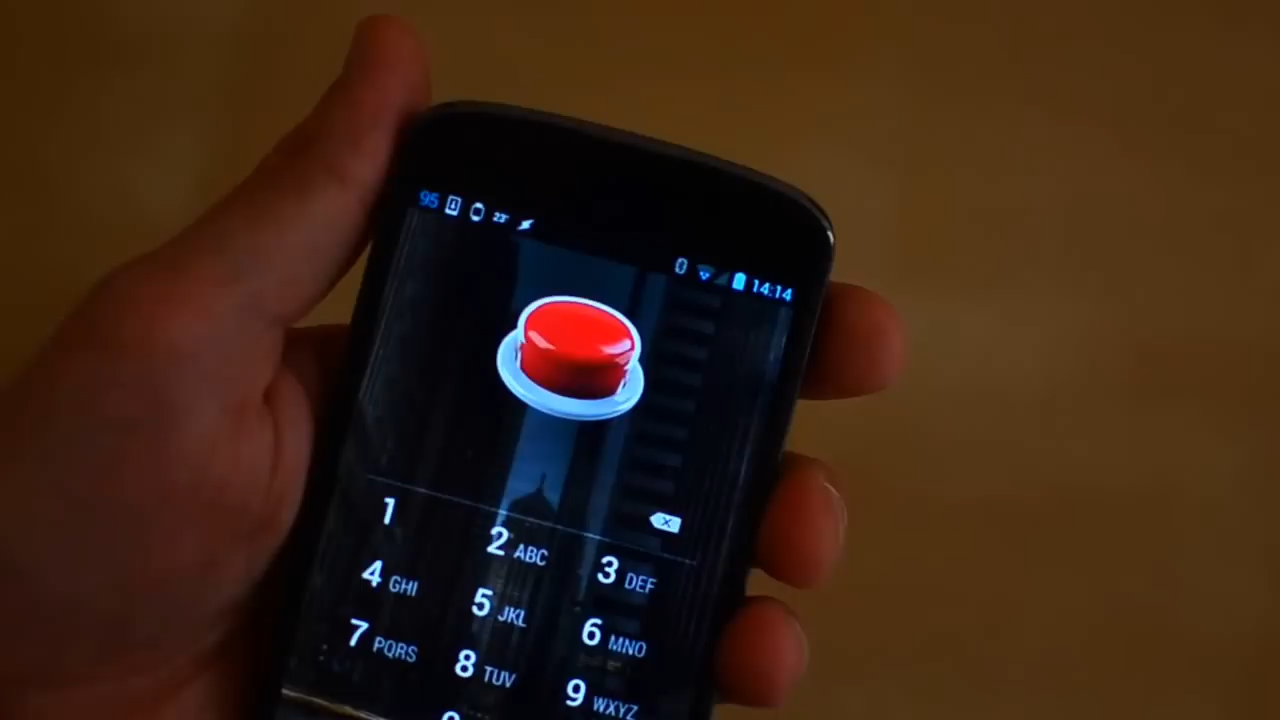 95 23° 14:14
1 2 ABC 3 DEF
4 GHI 5 JKL 6 MNO
7 PQRS 8 TUV 9 WXYZ